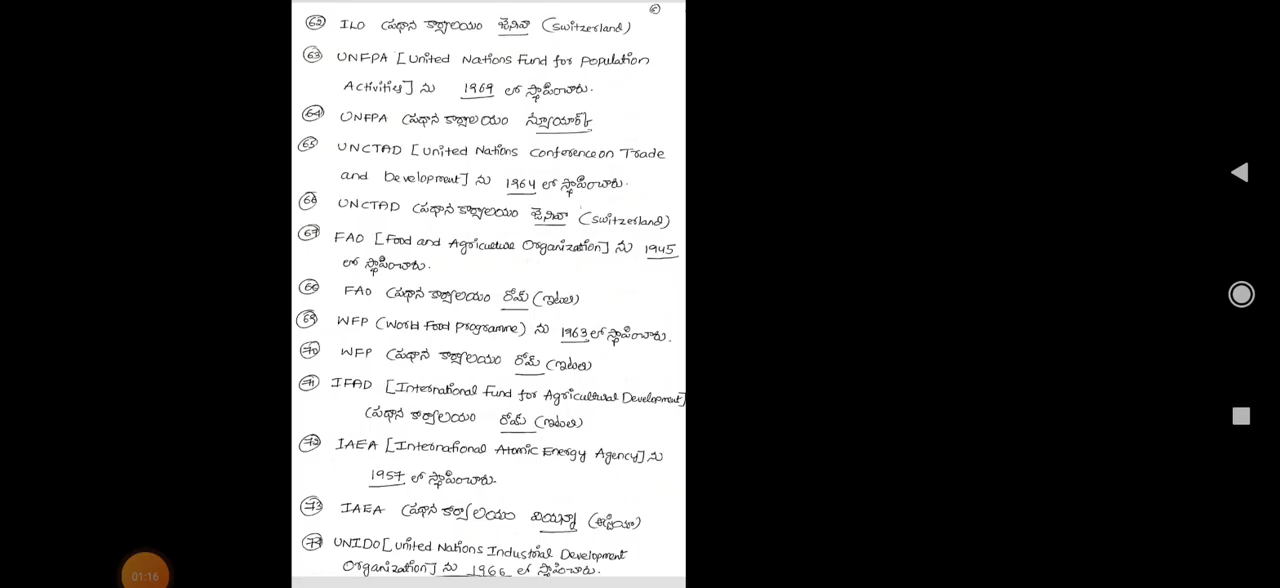 6
62 ILO ప్రధాన కార్యాలయం జెనీవా (Switzerland)
63 UNFPA [United Nations Fund for Population
Activities] ను 1969 లో స్థాపించారు.
64 UNFPA ప్రధాన కార్యాలయం న్యూయార్క్
65 UNCTAD [United Nations Conference on Trade
and Development] ను 1964 లో స్థాపించారు.
66 UNCTAD ప్రధాన కార్యాలయం జెనీవా (Switzerland)
67 FAO [Food and Agriculture Organization] ను 1945
లో స్థాపించారు.
68 FAO ప్రధాన కార్యాలయం రోమ్ (ఇటలి)
69 WFP (World Food Programme) ను 1963 లో స్థాపించారు.
70 WFP ప్రధాన కార్యాలయం రోమ్ (ఇటలి)
71 IFAD [International Fund for Agricultural Development]
ప్రధాన కార్యాలయం రోమ్ (ఇటలి)
72 IAEA [International Atomic Energy Agency] ను
1957 లో స్థాపించారు.
73 IAEA ప్రధాన కార్యాలయం వియన్నా (ఆస్ట్రియా)
74 UNIDO [United Nations Industrial Development
Organization] ను 1966 లో స్థాపించారు.
01:16